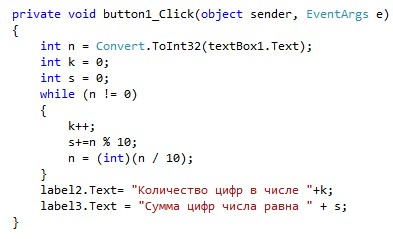 private void button1_Click(object sender, EventArgs e)
{
    int n = Convert.ToInt32(textBox1.Text);
    int k = 0;
    int s = 0;
    while (n != 0)
    {
        k++;
        s+=n % 10;
        n = (int)(n / 10);
    }
    label2.Text= "Количество цифр в числе "+k;
    label3.Text = "Сумма цифр числа равна " + s;
}